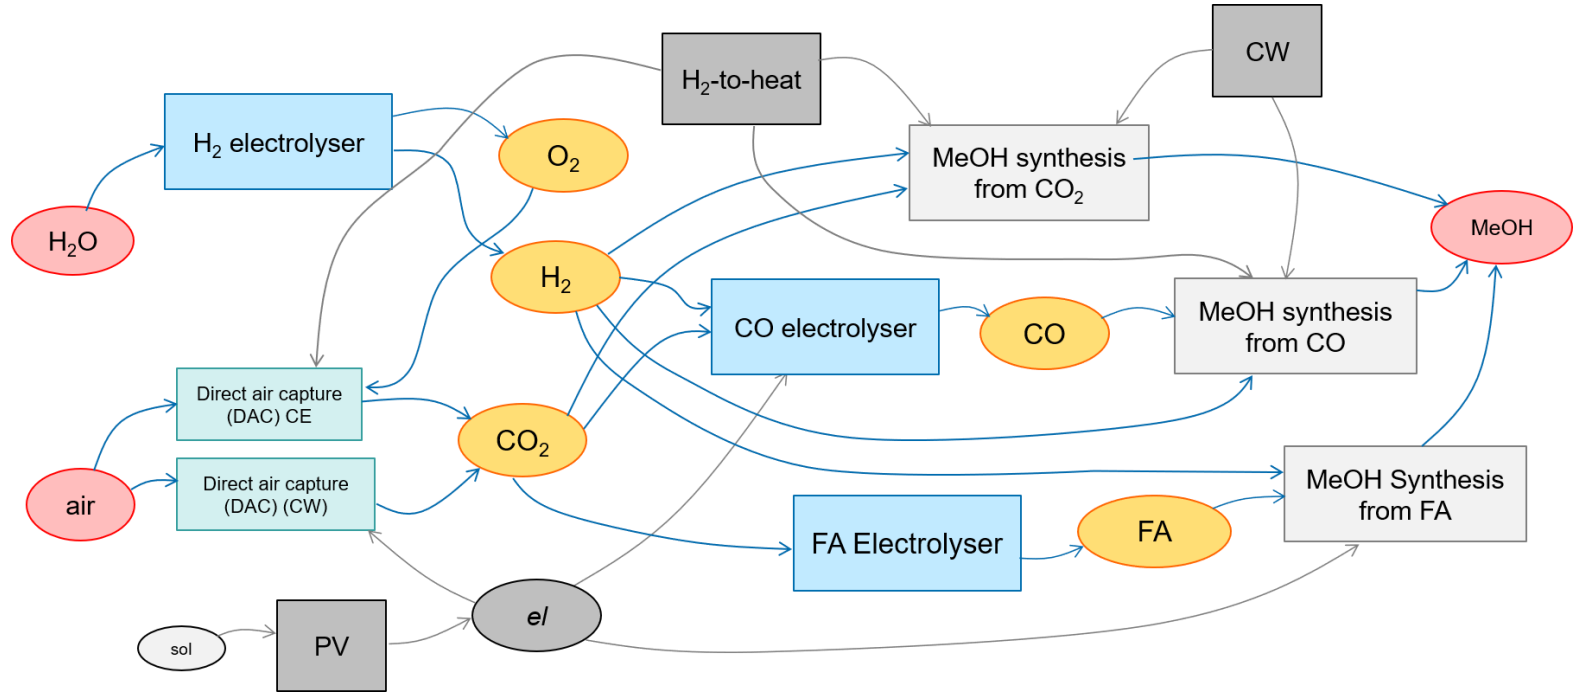 CW
H₂-to-heat
H₂ electrolyser
O₂
MeOH synthesis
from CO₂
H₂O
MeOH
H₂
CO electrolyser
CO
MeOH synthesis
from CO
Direct air capture
(DAC) CE
CO₂
Direct air capture
(DAC) (CW)
air
MeOH Synthesis
from FA
FA Electrolyser
FA
el
PV
sol